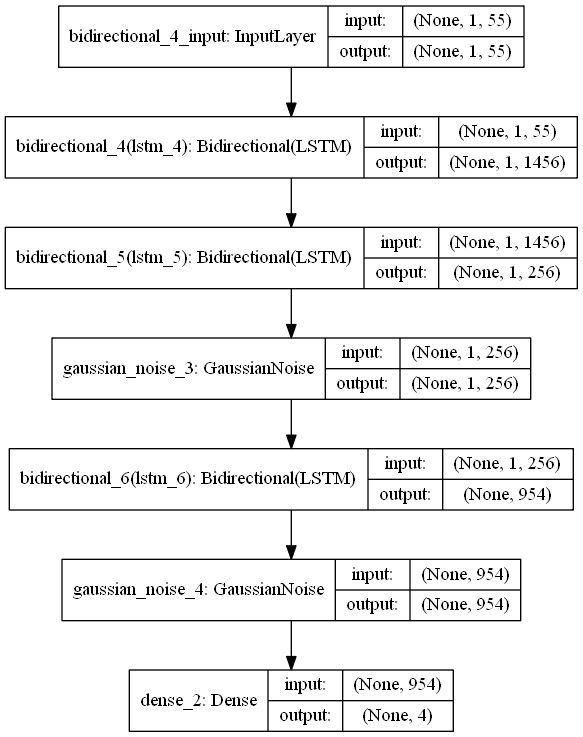 bidirectional_4_input: InputLayer
input:
(None, 1, 55)
output:
(None, 1, 55)
bidirectional_4(lstm_4): Bidirectional(LSTM)
input:
(None, 1, 55)
output:
(None, 1, 1456)
bidirectional_5(lstm_5): Bidirectional(LSTM)
input:
(None, 1, 1456)
output:
(None, 1, 256)
gaussian_noise_3: GaussianNoise
input:
(None, 1, 256)
output:
(None, 1, 256)
bidirectional_6(lstm_6): Bidirectional(LSTM)
input:
(None, 1, 256)
output:
(None, 954)
gaussian_noise_4: GaussianNoise
input:
(None, 954)
output:
(None, 954)
dense_2: Dense
input:
(None, 954)
output:
(None, 4)